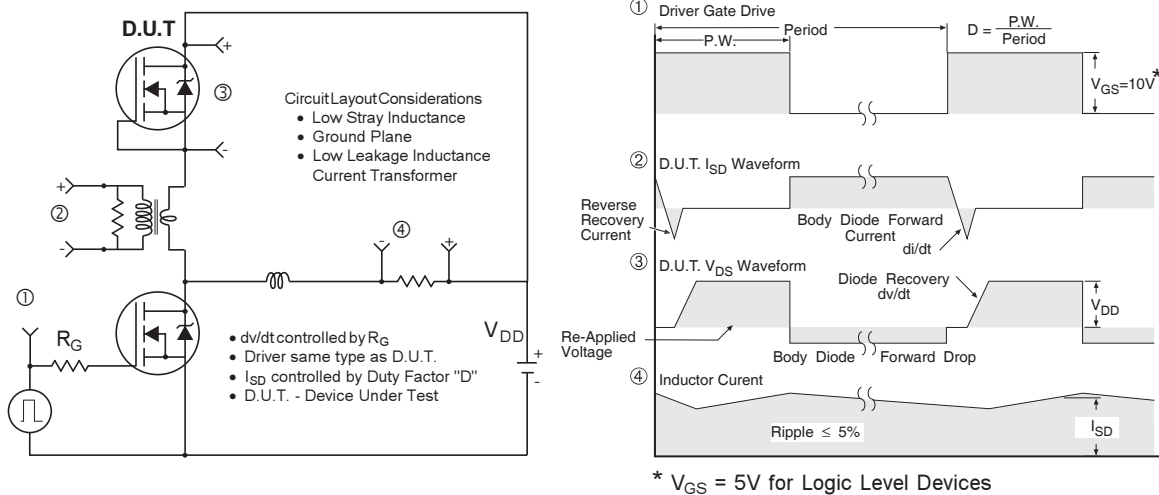 D.U.T
+
③
-
Circuit Layout Considerations
• Low Stray Inductance
• Ground Plane
• Low Leakage Inductance
Current Transformer
+
②
-
④
-
+
①
R_G
V_DD
+
-
• dv/dt controlled by R_G
• Driver same type as D.U.T.
• I_SD controlled by Duty Factor "D"
• D.U.T. - Device Under Test
① Driver Gate Drive
P.W.
Period
D = P.W.
Period
V_GS=10V*
② D.U.T. I_SD Waveform
Reverse
Recovery
Current
Body Diode Forward
Current
di/dt
③ D.U.T. V_DS Waveform
Diode Recovery
dv/dt
V_DD
Re-Applied
Voltage
Body Diode
Forward Drop
④ Inductor Curent
Ripple ≤ 5%
I_SD
* V_GS = 5V for Logic Level Devices